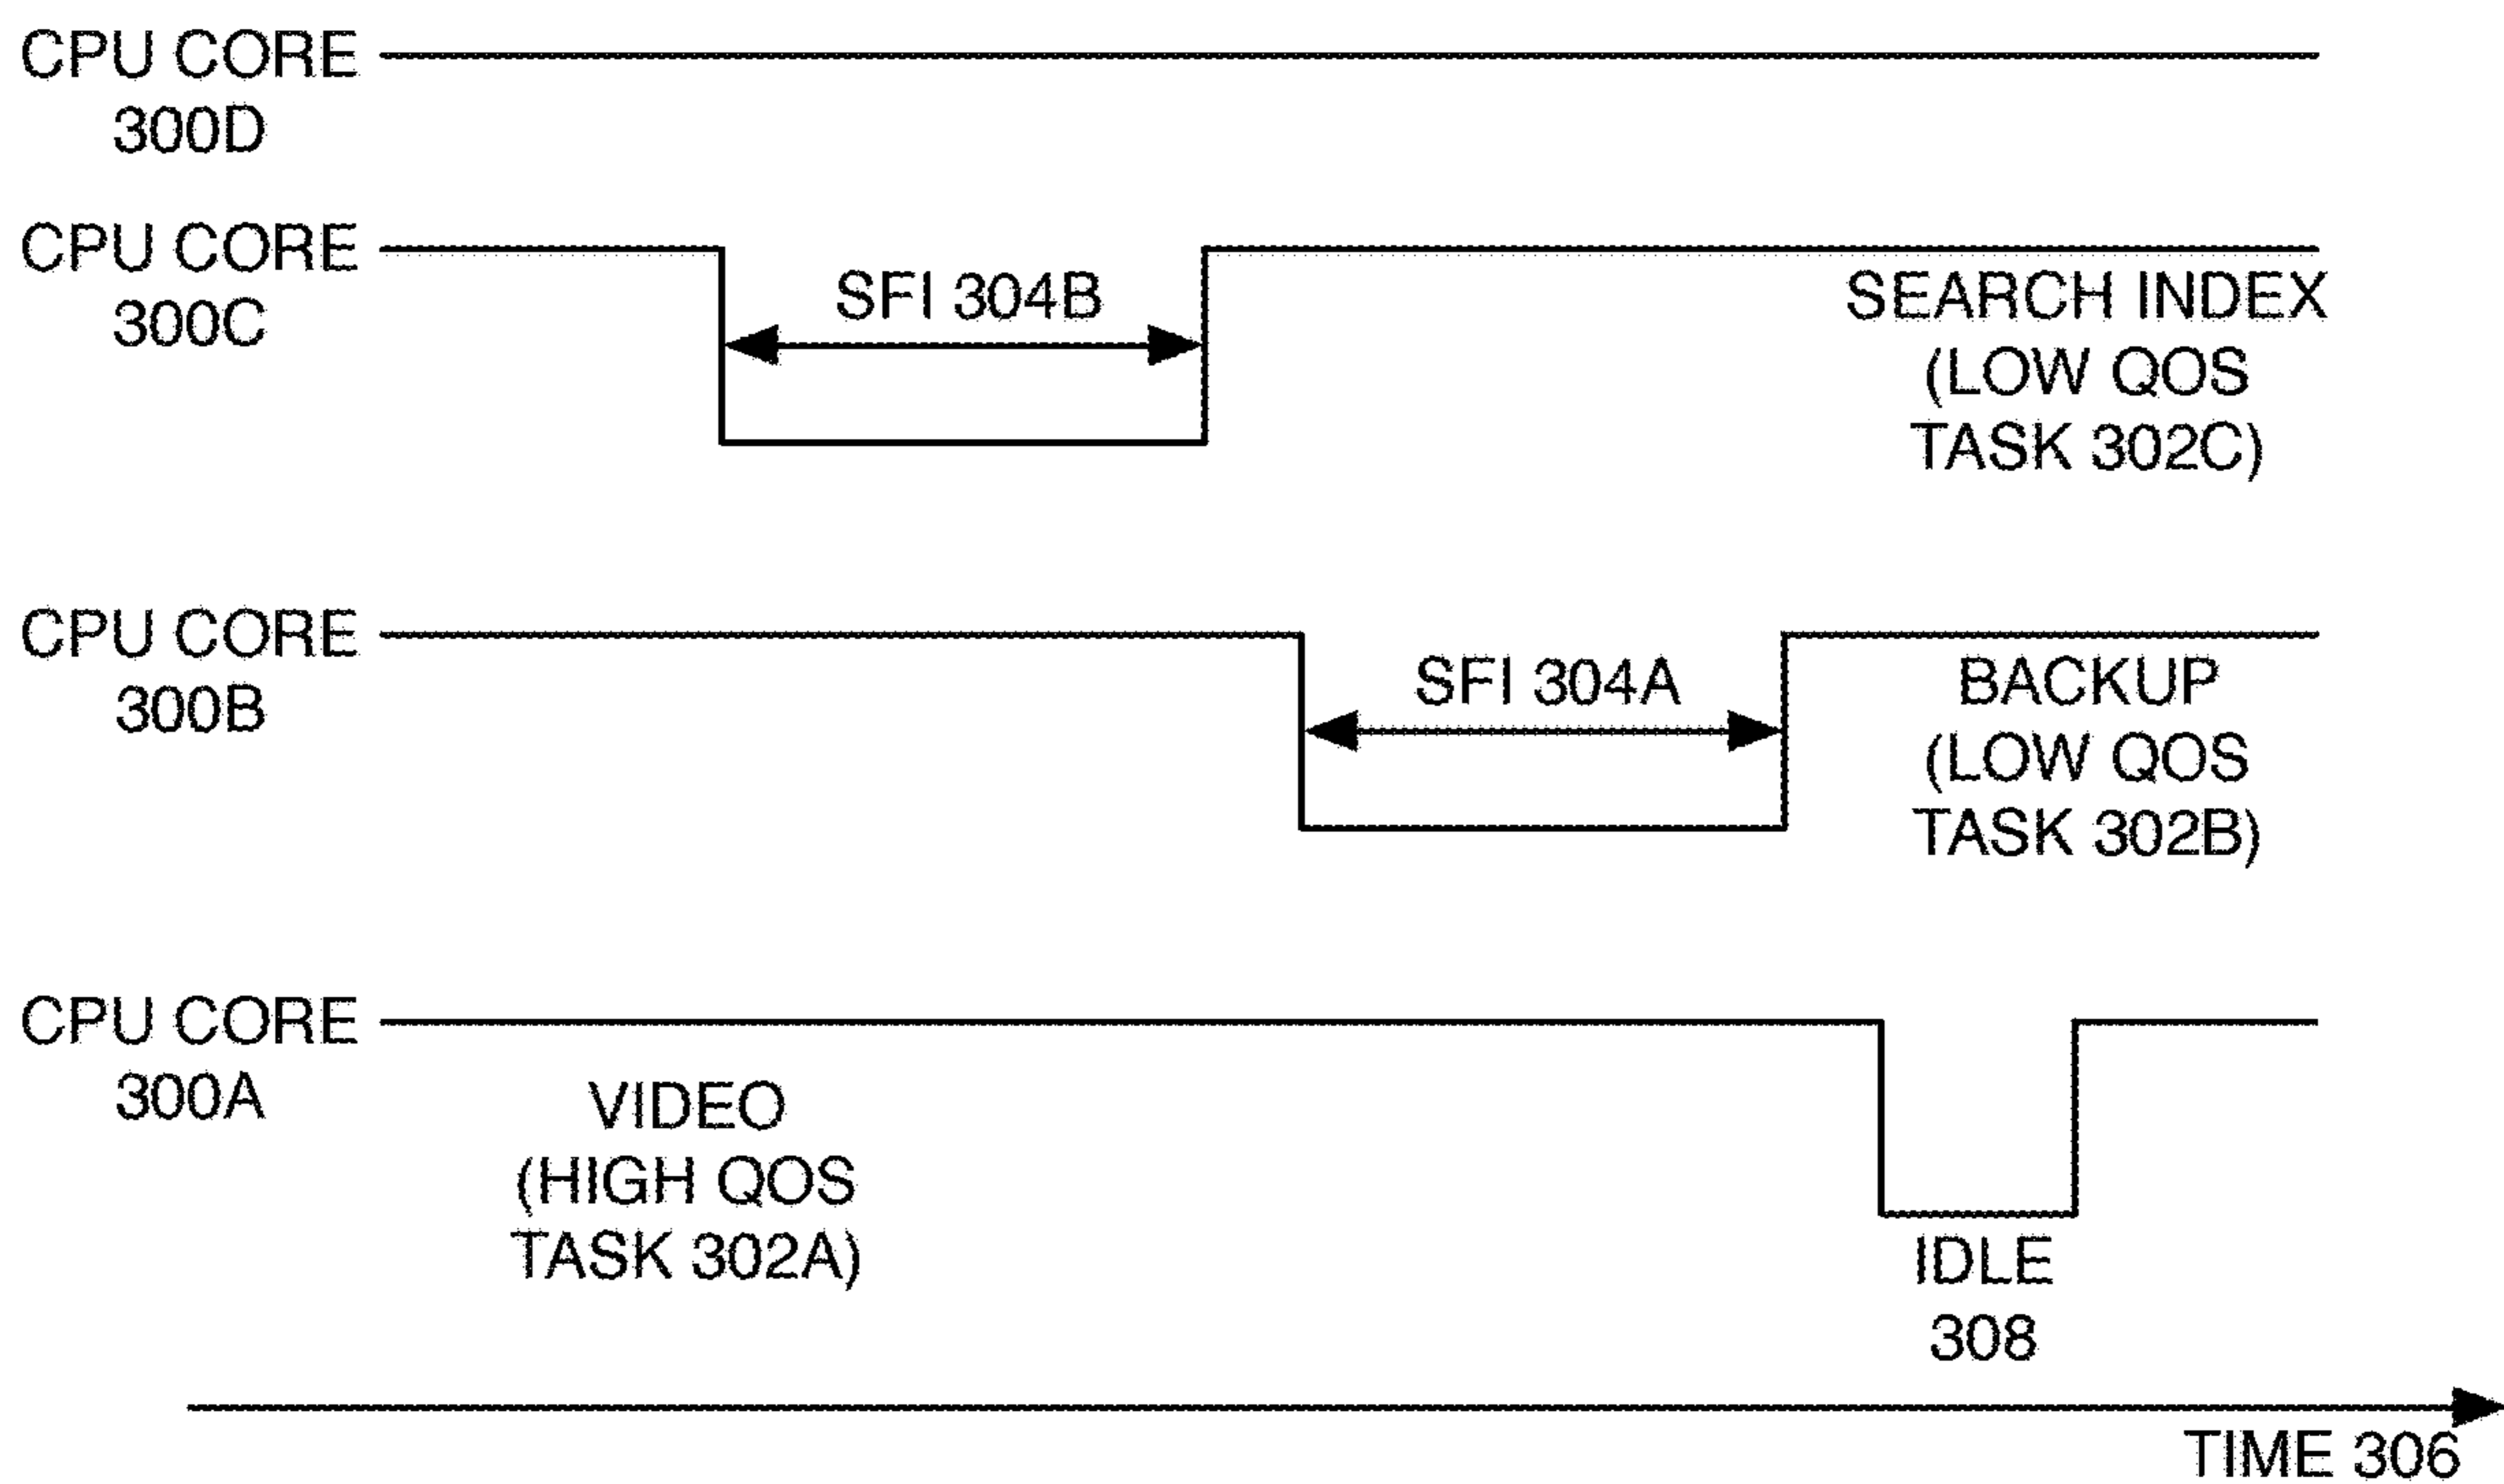 CPU CORE
300D
CPU CORE
300C
SFI 304B
SEARCH INDEX
(LOW QOS
TASK 302C)
CPU CORE
300B
SFI 304A
BACKUP
(LOW QOS
TASK 302B)
CPU CORE
300A
VIDEO
(HIGH QOS
TASK 302A)
IDLE
308
TIME 306